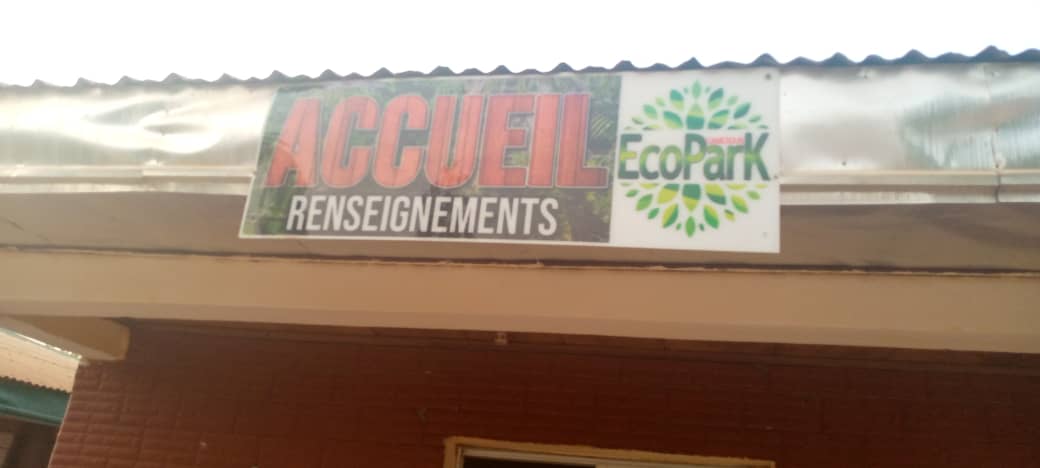 ACCUEIL
RENSEIGNEMENTS
EcoParK